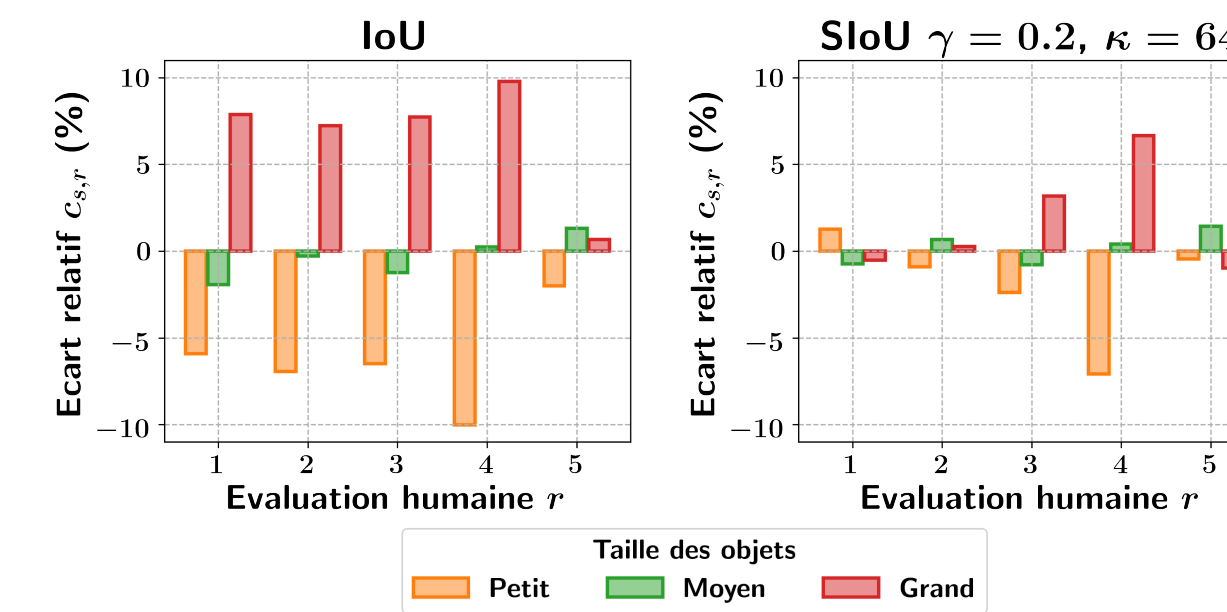 IoU
SIoU γ = 0.2, κ = 64
10
5
0
−5
−10
Ecart relatif c_{s,r} (%)
1 2 3 4 5
Evaluation humaine r
10
5
0
−5
−10
Ecart relatif c_{s,r} (%)
1 2 3 4 5
Evaluation humaine r
Taille des objets
Petit Moyen Grand